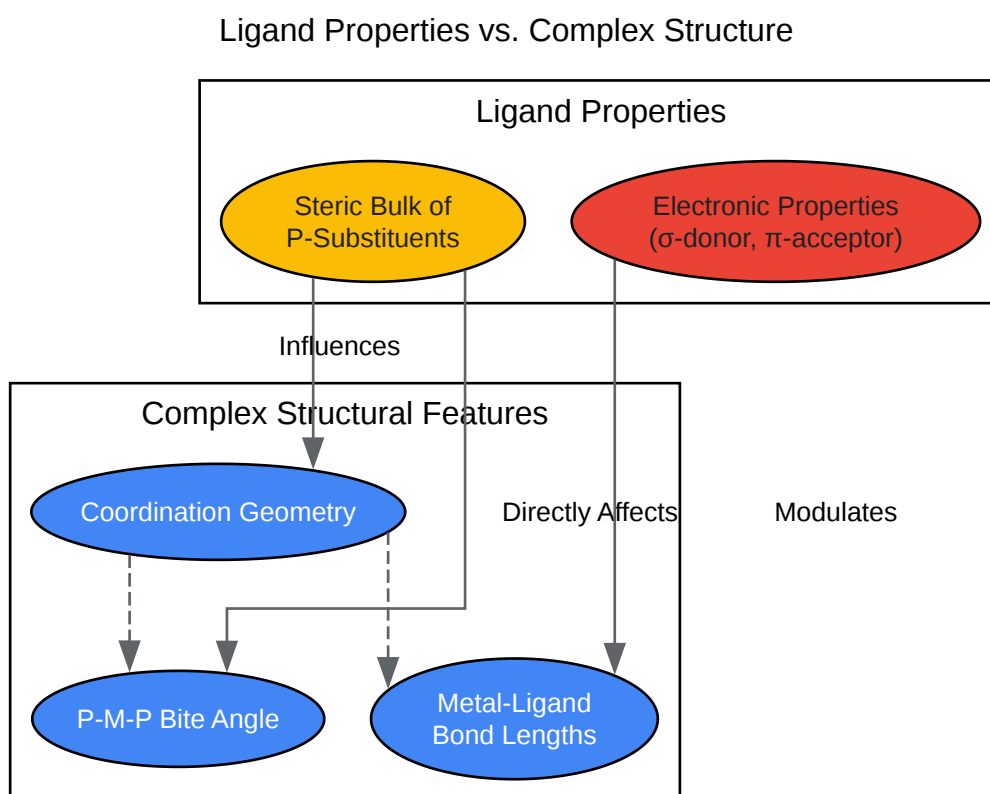 Ligand Properties vs. Complex Structure
Ligand Properties
Steric Bulk of
P-Substituents
Electronic Properties
(σ-donor, π-acceptor)
Influences
Complex Structural Features
Coordination Geometry
Directly Affects
Modulates
P-M-P Bite Angle
Metal-Ligand
Bond Lengths